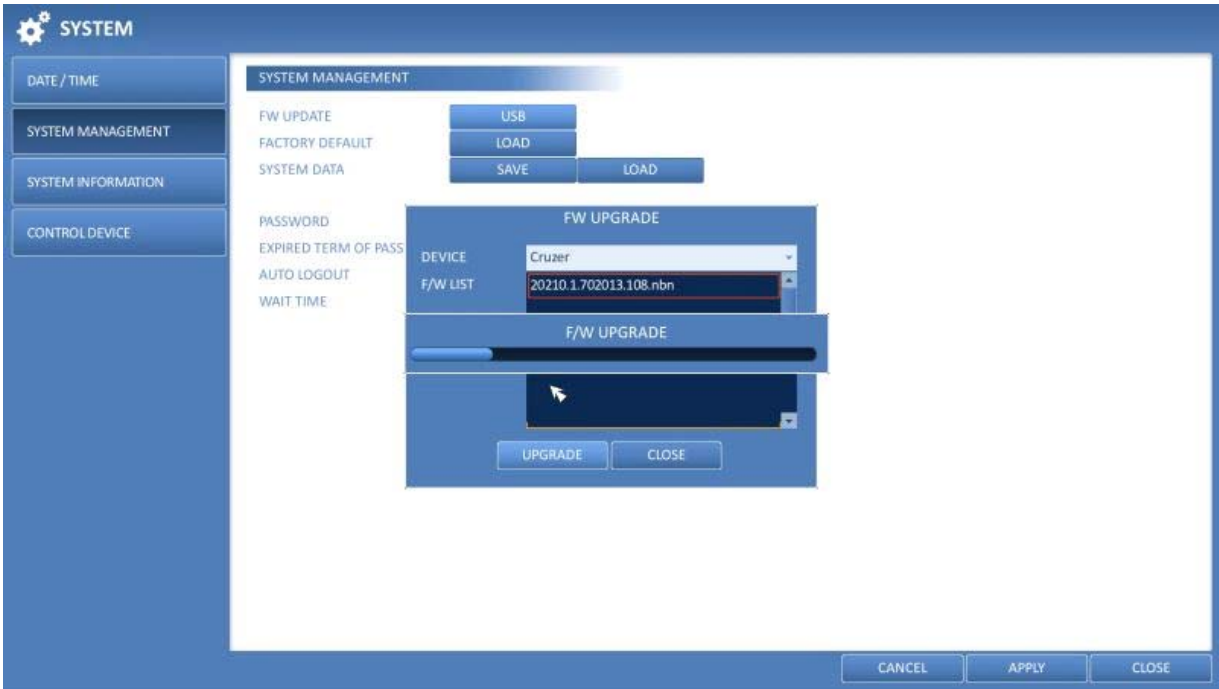 SYSTEM
DATE / TIME
SYSTEM MANAGEMENT
SYSTEM INFORMATION
CONTROL DEVICE
SYSTEM MANAGEMENT
FW UPDATE USB
FACTORY DEFAULT LOAD
SYSTEM DATA SAVE LOAD
PASSWORD
EXPIRED TERM OF PASS
AUTO LOGOUT
WAIT TIME
FW UPGRADE
DEVICE Cruzer
F/W LIST 20210.1.702013.108.nbn
F/W UPGRADE
UPGRADE CLOSE
CANCEL APPLY CLOSE